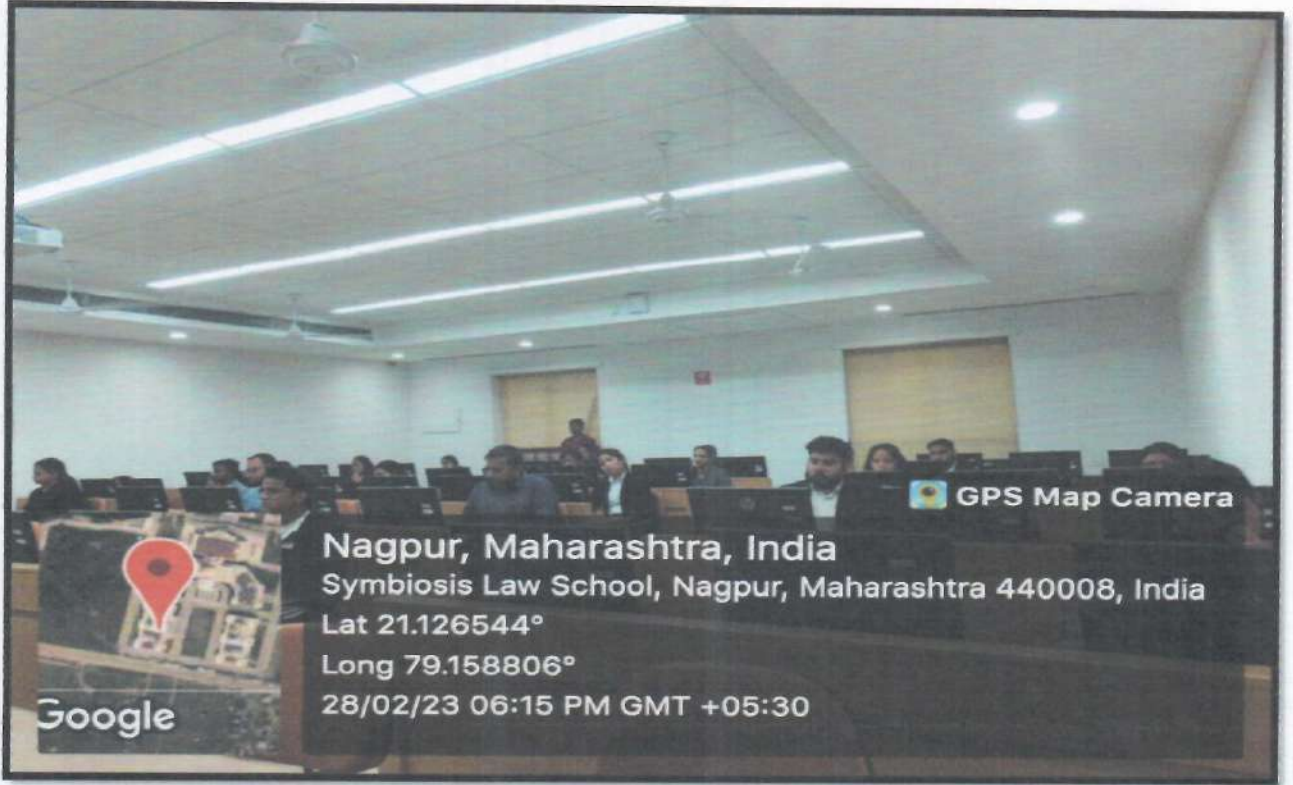 GPS Map Camera
Nagpur, Maharashtra, India
Symbiosis Law School, Nagpur, Maharashtra 440008, India
Lat 21.126544°
Long 79.158806°
28/02/23 06:15 PM GMT +05:30
Google